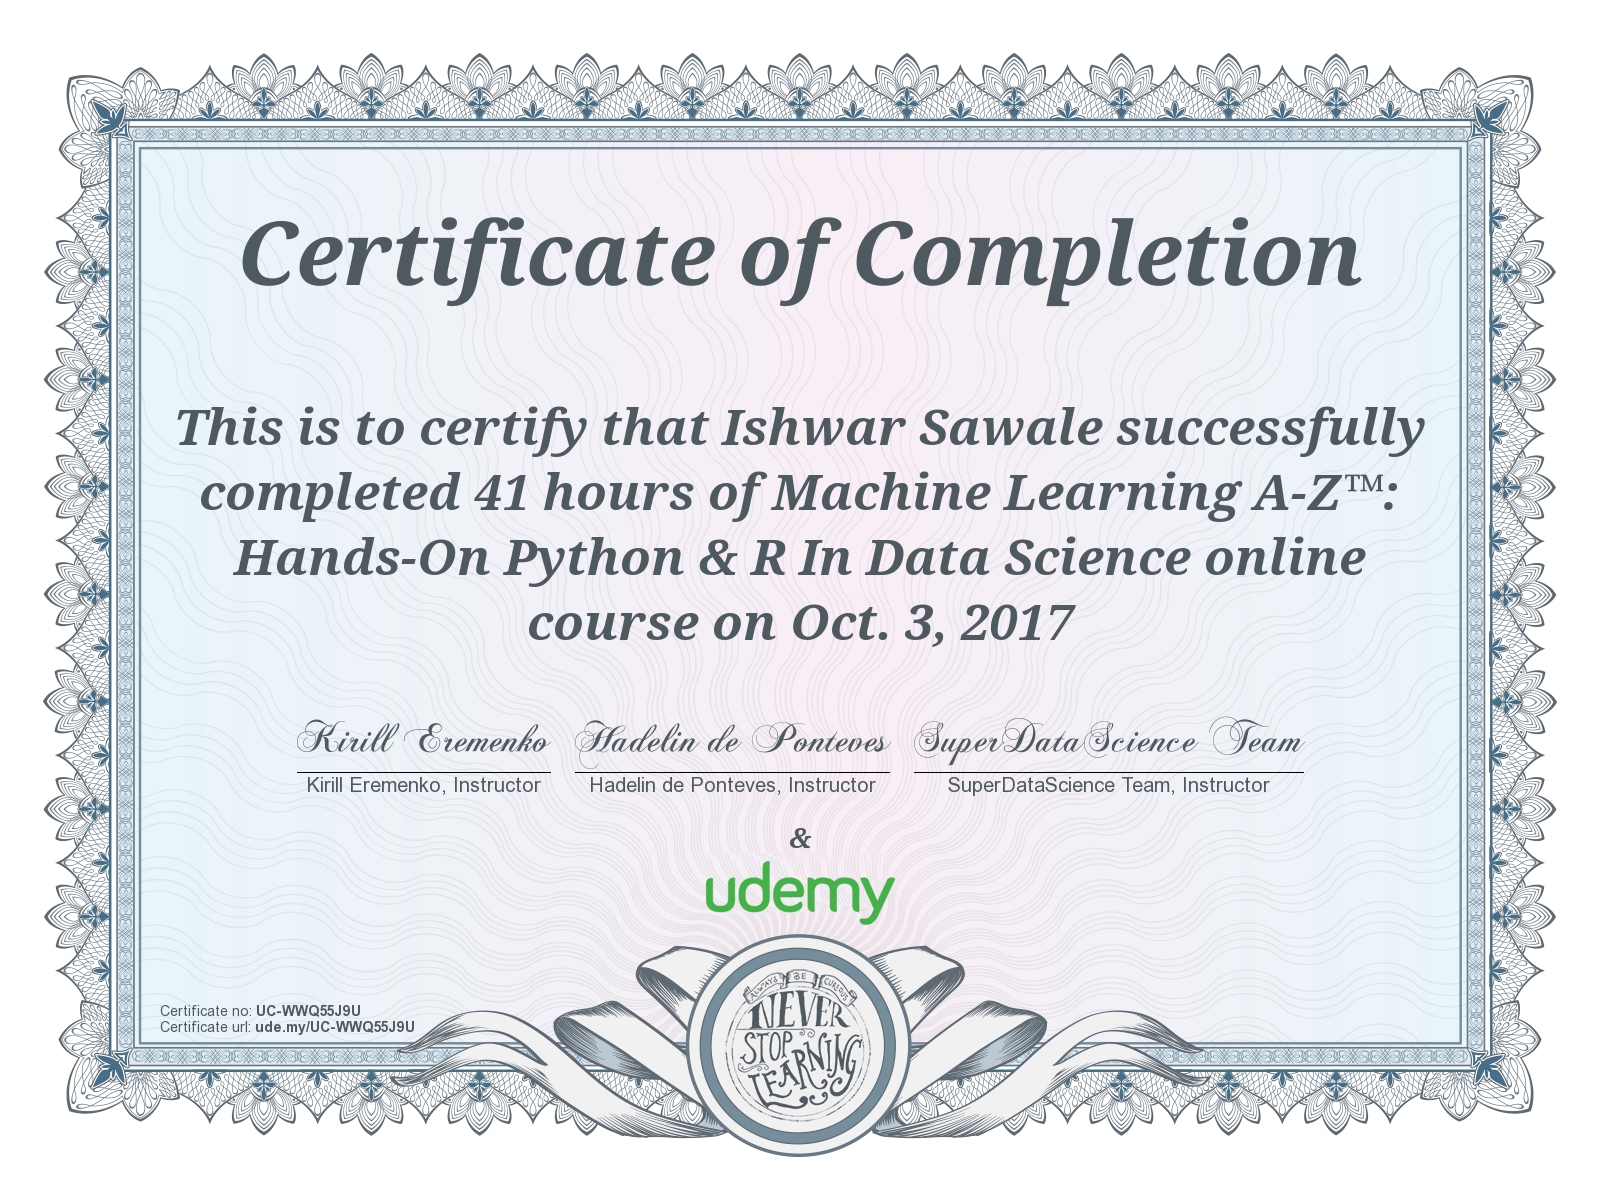 Certificate of Completion
This is to certify that Ishwar Sawale successfully
completed 41 hours of Machine Learning A-Z™:
Hands-On Python & R In Data Science online
course on Oct. 3, 2017
Kirill Eremenko Hadelin de Ponteves SuperDataScience Team
Kirill Eremenko, Instructor Hadelin de Ponteves, Instructor SuperDataScience Team, Instructor
&
udemy
Certificate no: UC-WWQ55J9U
Certificate url: ude.my/UC-WWQ55J9U
ALWAYS BE CURIOUS
NEVER
STOP
LEARNING